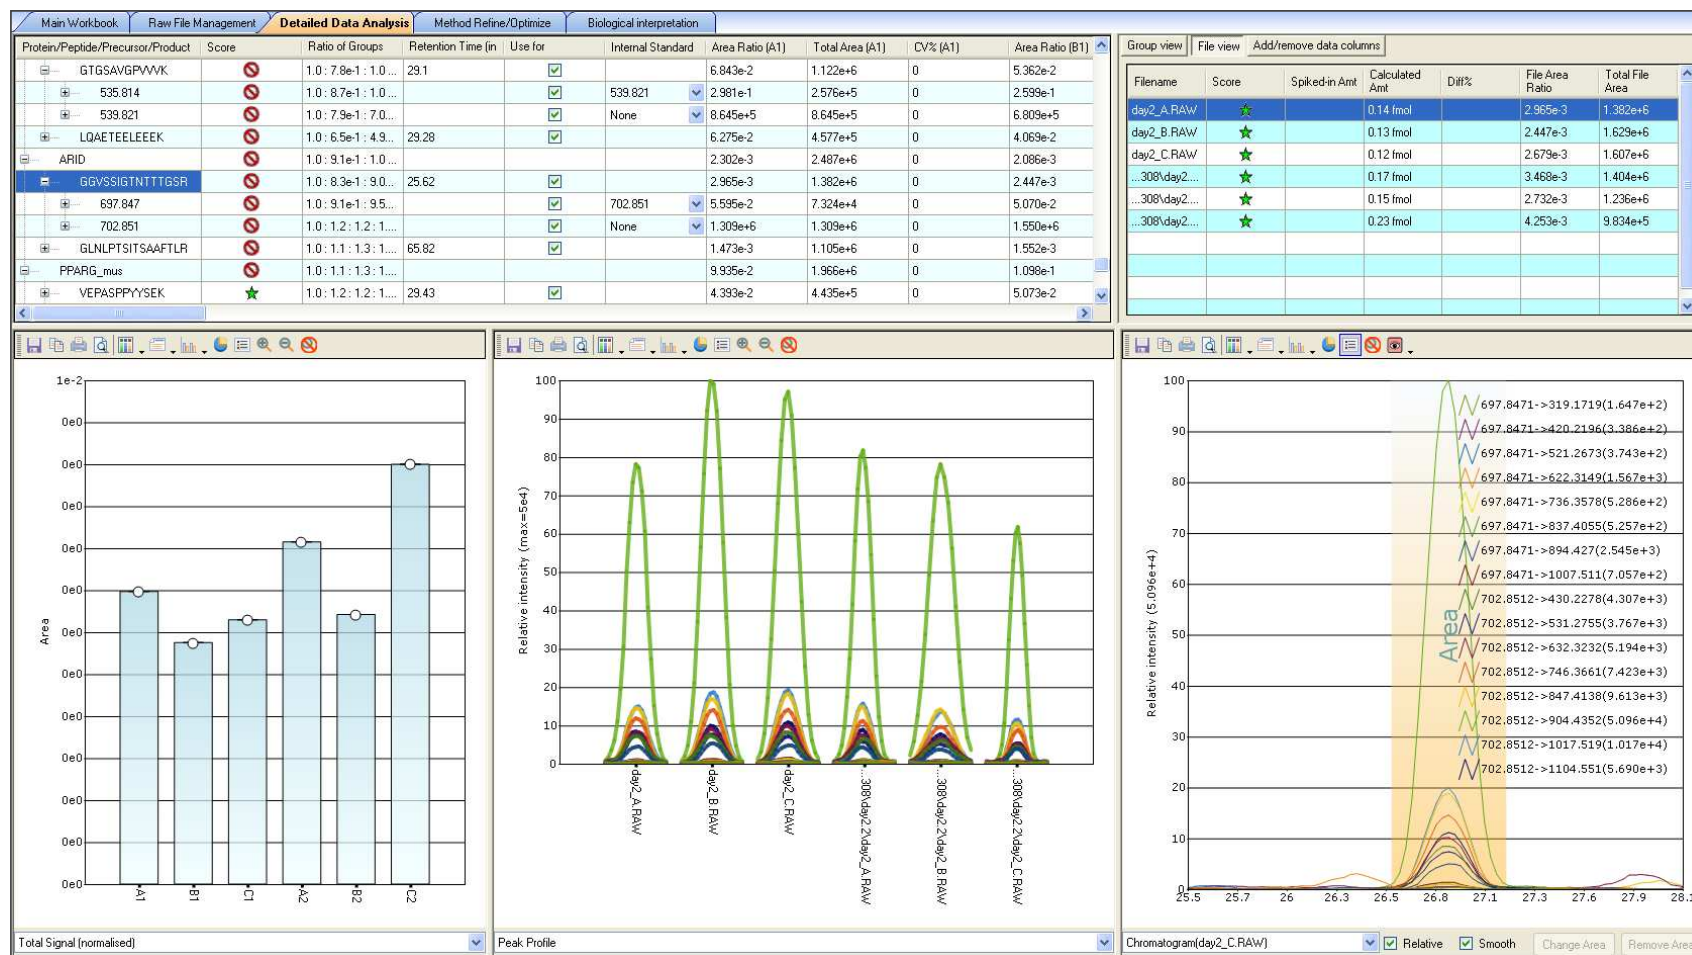 Main Workbook Raw File Management Detailed Data Analysis Method Refine/Optimize Biological interpretation
Protein/Peptide/Precursor/Product Score Ratio of Groups Retention Time (in Use for Internal Standard Area Ratio (A1) Total Area (A1) CV% (A1) Area Ratio (B1)
GTGSAVGPVVVK 1.0 : 7.8e-1 : 1.0 ... 29.1 6.843e-2 1.122e+6 0 5.362e-2
535.814 1.0 : 8.7e-1 : 1.0 ... 539.821 2.981e-1 2.576e+5 0 2.599e-1
539.821 1.0 : 7.9e-1 : 7.0... None 8.645e+5 8.645e+5 0 6.809e+5
LQAETEELEEEK 1.0 : 6.5e-1 : 4.9... 29.28 6.275e-2 4.577e+5 0 4.069e-2
ARID 1.0 : 9.1e-1 : 1.0 ... 2.302e-3 2.487e+6 0 2.086e-3
GGVSSIGTNTTTGSR 1.0 : 8.3e-1 : 9.0... 25.62 2.965e-3 1.382e+6 0 2.447e-3
697.847 1.0 : 9.1e-1 : 9.5... 702.851 5.595e-2 7.324e+4 0 5.070e-2
702.851 1.0 : 1.2 : 1.2 : 1.... None 1.309e+6 1.309e+6 0 1.550e+6
GLNLPTSITSAAFTLR 1.0 : 1.1 : 1.3 : 1.... 65.82 1.473e-3 1.105e+6 0 1.552e-3
PPARG_mus 1.0 : 1.1 : 1.3 : 1.... 9.935e-2 1.966e+6 0 1.098e-1
VEPASPPYYSEK 1.0 : 1.2 : 1.2 : 1.... 29.43 4.393e-2 4.435e+5 0 5.073e-2
Group view File view Add/remove data columns
Filename Score Spiked-in Amt Calculated Amt Diff% File Area Ratio Total File Area
day2_A.RAW 0.14 fmol 2.965e-3 1.382e+6
day2_B.RAW 0.13 fmol 2.447e-3 1.629e+6
day2_C.RAW 0.12 fmol 2.679e-3 1.607e+6
...308\day2.... 0.17 fmol 3.468e-3 1.404e+6
...308\day2.... 0.15 fmol 2.732e-3 1.236e+6
...308\day2.... 0.23 fmol 4.253e-3 9.834e+5
1e-2
0e0
0e0
0e0
0e0
0e0
0e0
0e0
0e0
0e0
0e0
0e0
0e0
Area
A1 B1 C1 A2 B2 C2
Total Signal (normalised)
100
90
80
70
60
50
40
30
20
10
0
Relative intensity (max=5e4)
day2_A.RAW
day2_B.RAW
day2_C.RAW
...308\day2.2\day2_A.RAW
...308\day2.2\day2_B.RAW
...308\day2.2\day2_C.RAW
Peak Profile
100
90
80
70
60
50
40
30
20
10
0
Relative intensity (5.096e+4)
Area
697.8471->319.1719(1.647e+2)
697.8471->420.2196(3.386e+2)
697.8471->521.2673(3.743e+2)
697.8471->622.3149(1.567e+3)
697.8471->736.3578(5.286e+2)
697.8471->837.4055(5.257e+2)
697.8471->894.427(2.545e+3)
697.8471->1007.511(7.057e+2)
702.8512->430.2278(4.307e+3)
702.8512->531.2755(3.767e+3)
702.8512->632.3232(5.194e+3)
702.8512->746.3661(7.423e+3)
702.8512->847.4138(9.613e+3)
702.8512->904.4352(5.096e+4)
702.8512->1017.519(1.017e+4)
702.8512->1104.551(5.690e+3)
25.5 25.7 26 26.3 26.5 26.8 27.1 27.3 27.6 27.9 28.1
Chromatogram(day2_C.RAW) Relative Smooth Change Area Remove Area